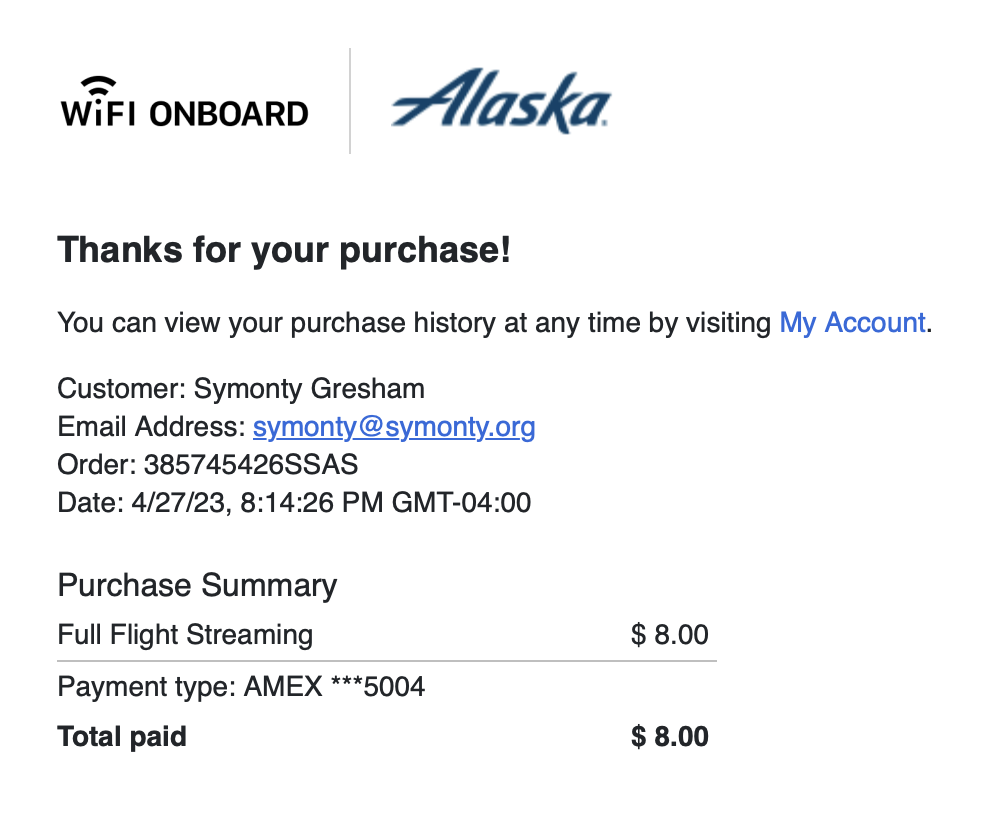 WiFI ONBOARD
Alaska.
Thanks for your purchase!
You can view your purchase history at any time by visiting My Account.
Customer: Symonty Gresham
Email Address: symonty@symonty.org
Order: 385745426SSAS
Date: 4/27/23, 8:14:26 PM GMT-04:00
Purchase Summary
Full Flight Streaming $ 8.00
Payment type: AMEX ***5004
Total paid $ 8.00